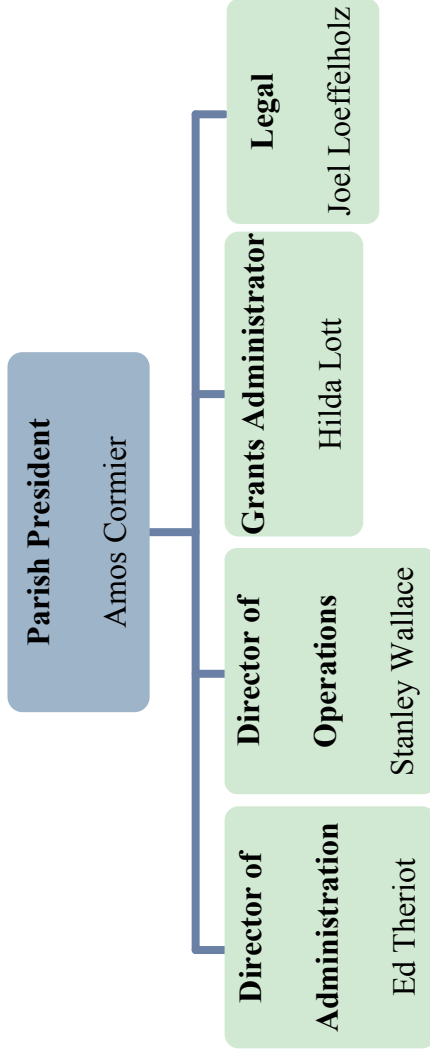 Parish President
Amos Cormier
Director of
Administration
Ed Theriot
Director of
Operations
Stanley Wallace
Grants Administrator
Hilda Lott
Legal
Joel Loeffelholz